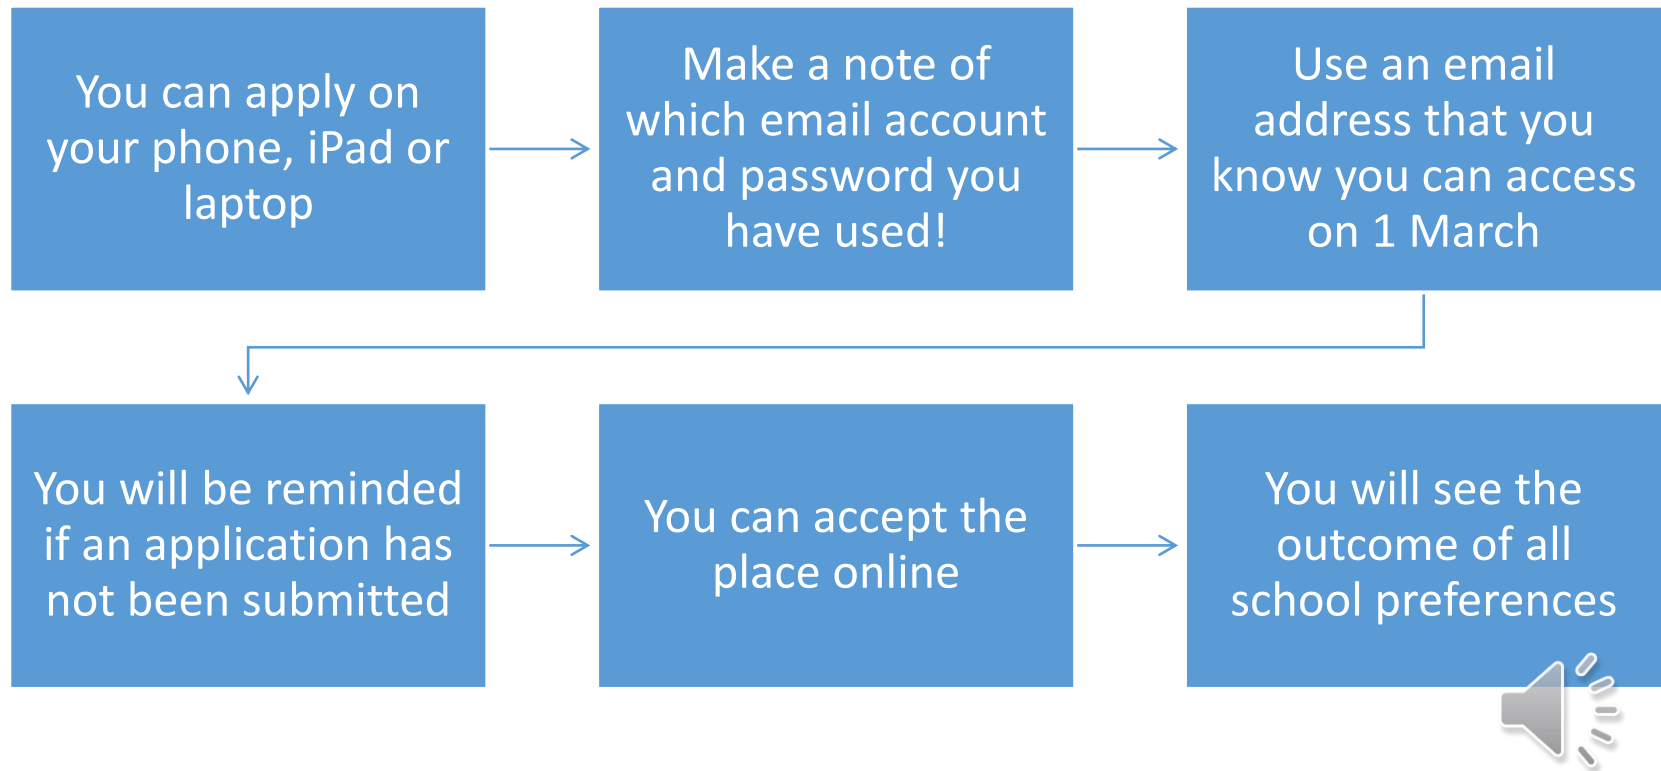 You can apply on
your phone, iPad or
laptop
Make a note of
which email account
and password you
have used!
Use an email
address that you
know you can access
on 1 March
You will be reminded
if an application has
not been submitted
You can accept the
place online
You will see the
outcome of all
school preferences